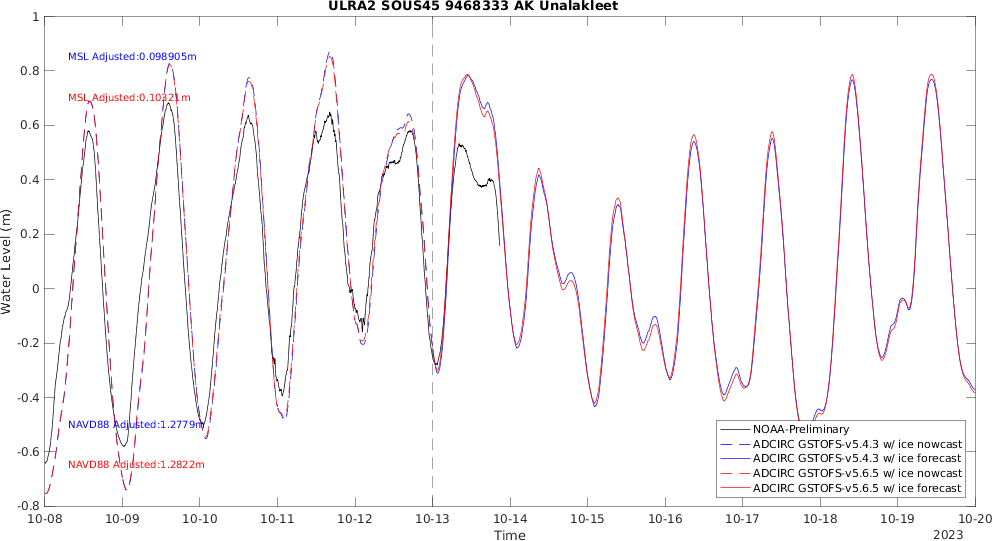 ULRA2 SOUS45 9468333 AK Unalakleet
1
0.8
0.6
0.4
0.2
0
-0.2
-0.4
-0.6
-0.8
Water Level (m)
MSL Adjusted:0.098905m
MSL Adjusted:0.10321m
NAVD88 Adjusted:1.2779m
NAVD88 Adjusted:1.2822m
NOAA-Preliminary
ADCIRC GSTOFS-v5.4.3 w/ ice nowcast
ADCIRC GSTOFS-v5.4.3 w/ ice forecast
ADCIRC GSTOFS-v5.6.5 w/ ice nowcast
ADCIRC GSTOFS-v5.6.5 w/ ice forecast
10-08 10-09 10-10 10-11 10-12 10-13 10-14 10-15 10-16 10-17 10-18 10-19 10-20
Time
2023